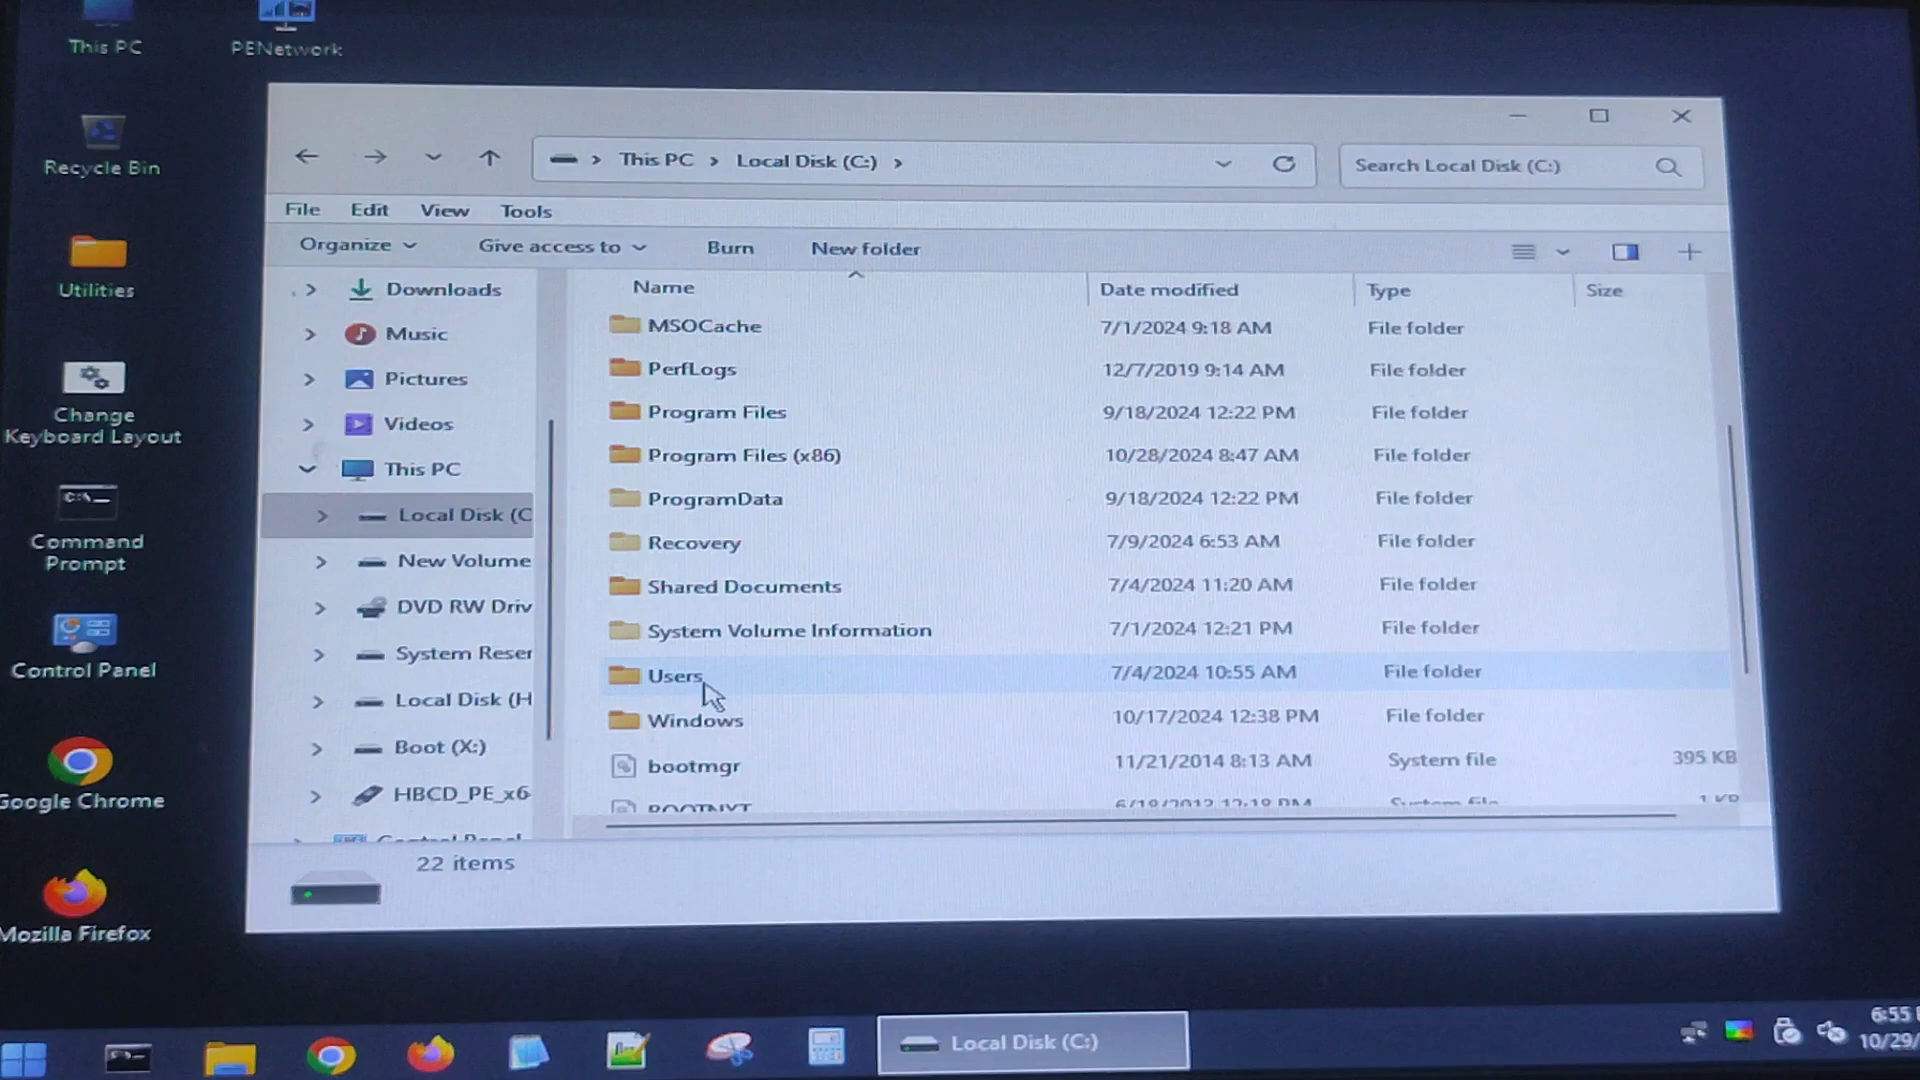 This PC
PENetwork
Recycle Bin
Utilities
Change
Keyboard Layout
C:\
Command
Prompt
Control Panel
Google Chrome
Mozilla Firefox
This PC > Local Disk (C:) >
Search Local Disk (C:)
File Edit View Tools
Organize Give access to Burn New folder
Downloads
Music
Pictures
Videos
This PC
Local Disk (C
New Volume
DVD RW Driv
System Reser
Local Disk (H
Boot (X:)
HBCD_PE_x6
Control Panel
Name Date modified Type Size
MSOCache 7/1/2024 9:18 AM File folder
PerfLogs 12/7/2019 9:14 AM File folder
Program Files 9/18/2024 12:22 PM File folder
Program Files (x86) 10/28/2024 8:47 AM File folder
ProgramData 9/18/2024 12:22 PM File folder
Recovery 7/9/2024 6:53 AM File folder
Shared Documents 7/4/2024 11:20 AM File folder
System Volume Information 7/1/2024 12:21 PM File folder
Users 7/4/2024 10:55 AM File folder
Windows 10/17/2024 12:38 PM File folder
bootmgr 11/21/2014 8:13 AM System file 395 KB
BOOTNXT 6/18/2013 12:18 PM System file 1 KB
22 items
Local Disk (C:)
6:55
10/29/